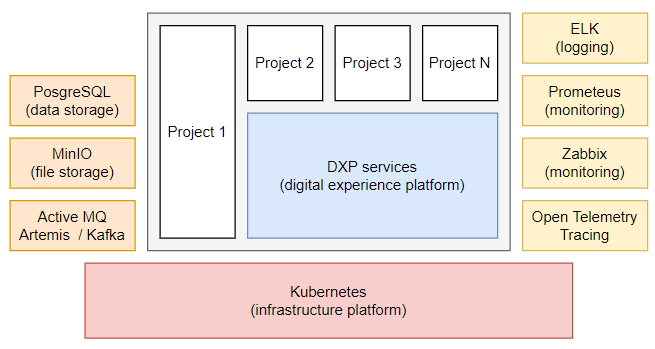 PosgreSQL
(data storage)
MinIO
(file storage)
Active MQ
Artemis / Kafka
Project 1
Project 2
Project 3
Project N
DXP services
(digital experience platform)
ELK
(logging)
Prometeus
(monitoring)
Zabbix
(monitoring)
Open Telemetry
Tracing
Kubernetes
(infrastructure platform)